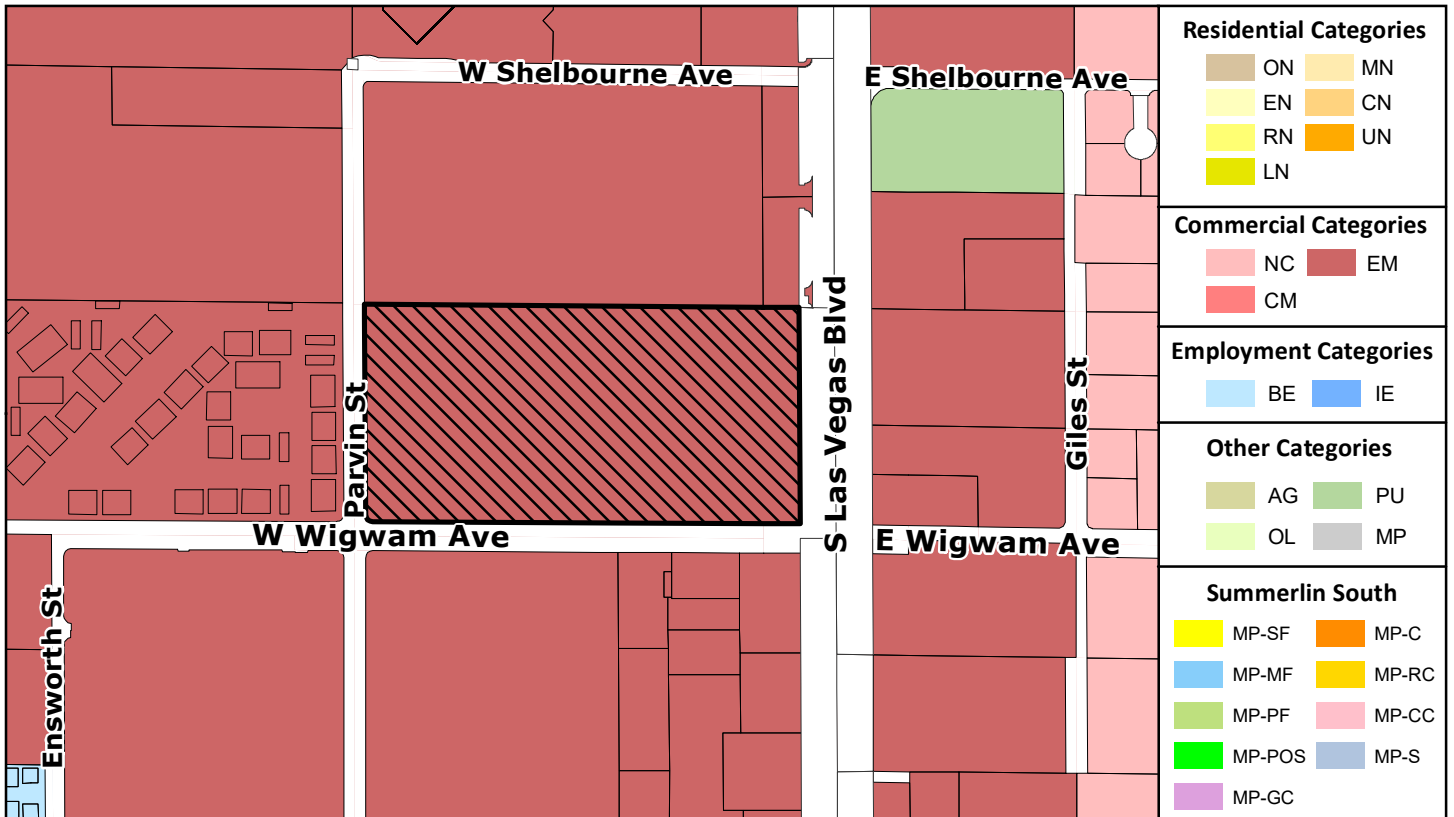 W Shelbourne Ave
E Shelbourne Ave
S Las Vegas Blvd
Giles St
Parvin St
W Wigwam Ave
E Wigwam Ave
Ensworth St
Residential Categories
ON MN
EN CN
RN UN
LN
Commercial Categories
NC EM
CM
Employment Categories
BE IE
Other Categories
AG PU
OL MP
Summerlin South
MP-SF MP-C
MP-MF MP-RC
MP-PF MP-CC
MP-POS MP-S
MP-GC